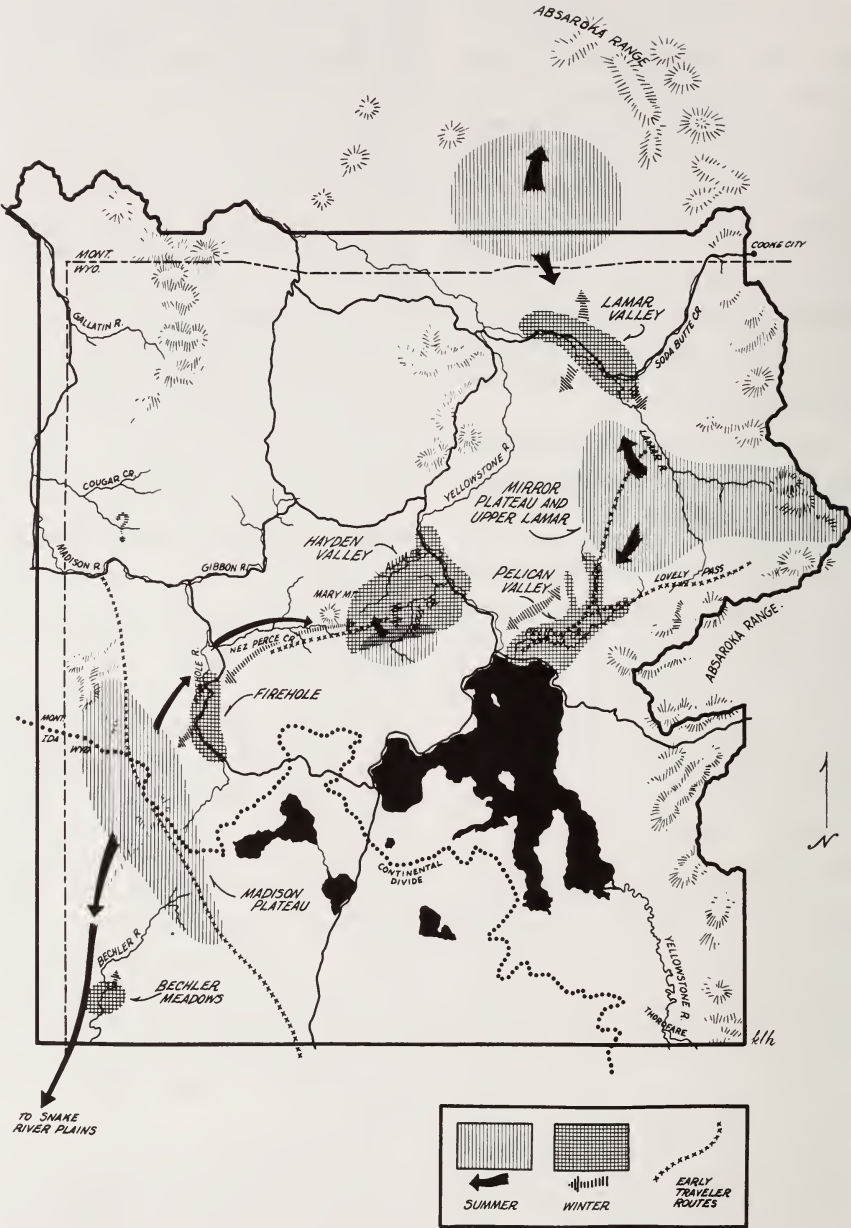 ABSAROKA RANGE
MONT.
WYO.
COOKE CITY
GALLATIN R.
LAMAR
VALLEY
SODA BUTTE CR.
YELLOWSTONE R.
LAMAR R.
COUGAR CR.
MIRROR
PLATEAU AND
UPPER LAMAR
HAYDEN
VALLEY
ALUM CR.
MADISON R.
GIBBON R.
PELICAN
VALLEY
LOVELY PASS
MARY MT.
NEZ PERCE CR.
ABSAROKA RANGE
FIREHOLE R.
FIREHOLE
MONT.
IDA
WYO
N
CONTINENTAL
DIVIDE
MADISON
PLATEAU
BECHLER R.
YELLOWSTONE R.
BECHLER
MEADOWS
THOROFARE
klh
TO SNAKE
RIVER PLAINS
SUMMER
WINTER
EARLY
TRAVELER
ROUTES